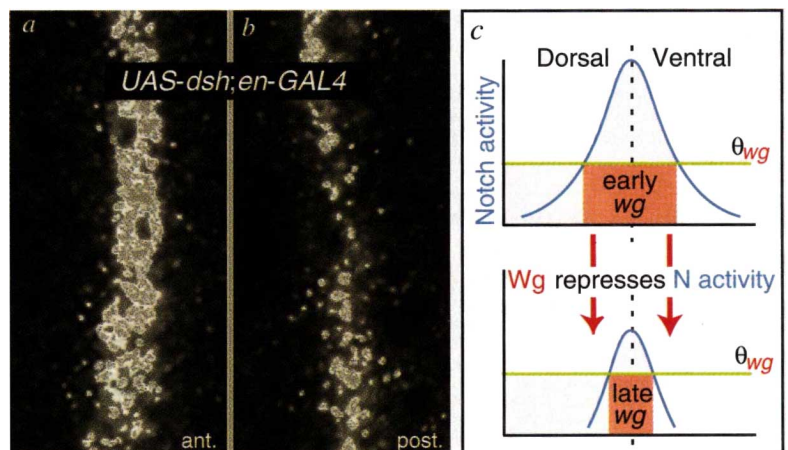 a
b
UAS-dsh;en-GAL4
ant.
post.
c
Dorsal
Ventral
Notch activity
θwg
early
wg
Wg represses N activity
θwg
late
wg